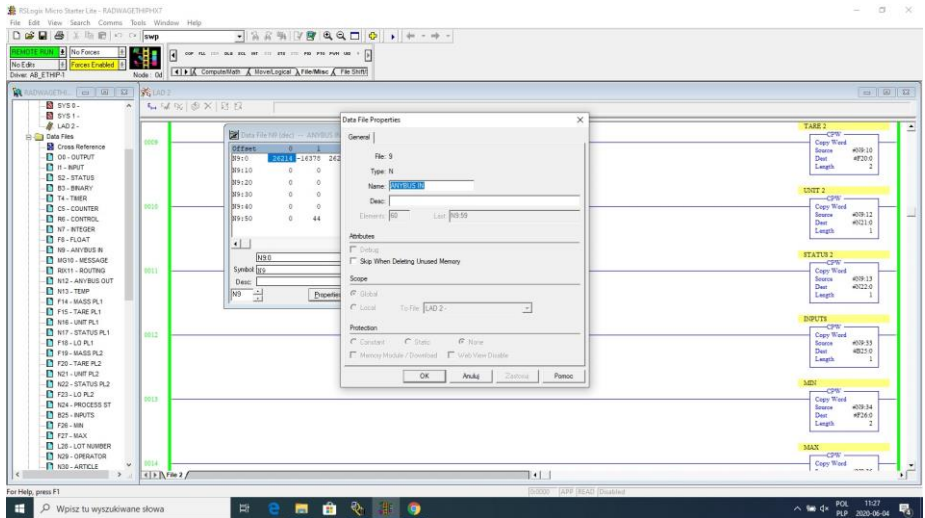 RSLogix Micro Starter Lite - RADWAGETHIPHX7
File Edit View Search Comms Tools Window Help
swp
REMOTE RUN No Forces
No Edits Forces Enabled
Driver: AB_ETHIP-1 Node: 0d
Compute/Math Move/Logical File/Misc File Shift/
LAD 2
SYS 0 -
SYS 1 -
LAD 2 -
Data Files
Cross Reference
O0 - OUTPUT
I1 - INPUT
S2 - STATUS
B3 - BINARY
T4 - TIMER
C5 - COUNTER
R6 - CONTROL
N7 - INTEGER
F8 - FLOAT
N9 - ANYBUS IN
MG10 - MESSAGE
RIX11 - ROUTING
N12 - ANYBUS OUT
N13 - TEMP
F14 - MASS PL1
F15 - TARE PL1
N16 - UNIT PL1
N17 - STATUS PL1
F18 - LO PL1
F19 - MASS PL2
F20 - TARE PL2
N21 - UNIT PL2
N22 - STATUS PL2
F23 - LO PL2
N24 - PROCESS ST
B25 - INPUTS
F26 - MIN
F27 - MAX
L28 - LOT NUMBER
N29 - OPERATOR
N30 - ARTICLE
0009
0010
0011
0012
0013
0014
Data File N9 (dec) -- ANYBUS IN
Offset 0 1
N9:0 26214 -16378 262
N9:10 0 0
N9:20 0 0
N9:30 0 0
N9:40 0 0
N9:50 0 44
N9:0
Symbol: N9
Desc:
N9 Properties
Data File Properties
General
File: 9
Type: N
Name: ANYBUS IN
Desc:
Elements: 60 Last: N9:59
Attributes
Debug
Skip When Deleting Unused Memory
Scope
Global
Local To File: LAD 2 -
Protection
Constant Static None
Memory Module / Download Web View Disable
OK Anuluj Zastosuj Pomoc
TARE 2
CPW
Copy Word
Source #N9:10
Dest #F20:0
Length 2
UNIT 2
CPW
Copy Word
Source #N9:12
Dest #N21:0
Length 1
STATUS 2
CPW
Copy Word
Source #N9:13
Dest #N22:0
Length 1
INPUTS
CPW
Copy Word
Source #N9:33
Dest #B25:0
Length 1
MIN
CPW
Copy Word
Source #N9:34
Dest #F26:0
Length 2
MAX
CPW
Copy Word
File 2
For Help, press F1
APP READ Disabled
Wpisz tu wyszukiwane słowa
POL 11:27
PLP 2020-06-04